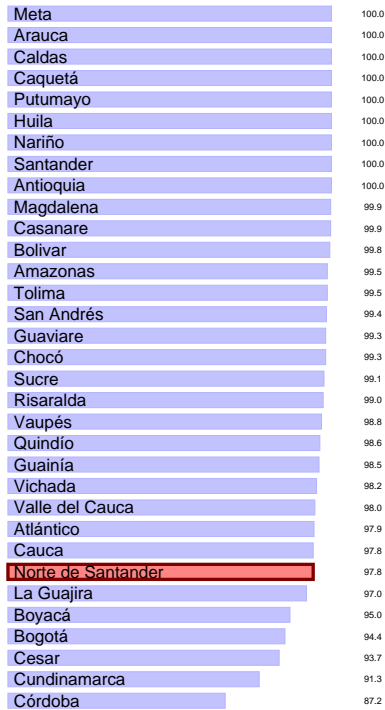 Meta 100.0
Arauca 100.0
Caldas 100.0
Caquetá 100.0
Putumayo 100.0
Huila 100.0
Nariño 100.0
Santander 100.0
Antioquia 100.0
Magdalena 99.9
Casanare 99.9
Bolivar 99.8
Amazonas 99.5
Tolima 99.5
San Andrés 99.4
Guaviare 99.3
Chocó 99.3
Sucre 99.1
Risaralda 99.0
Vaupés 98.8
Quindío 98.6
Guainía 98.5
Vichada 98.2
Valle del Cauca 98.0
Atlántico 97.9
Cauca 97.8
Norte de Santander 97.8
La Guajira 97.0
Boyacá 95.0
Bogotá 94.4
Cesar 93.7
Cundinamarca 91.3
Córdoba 87.2